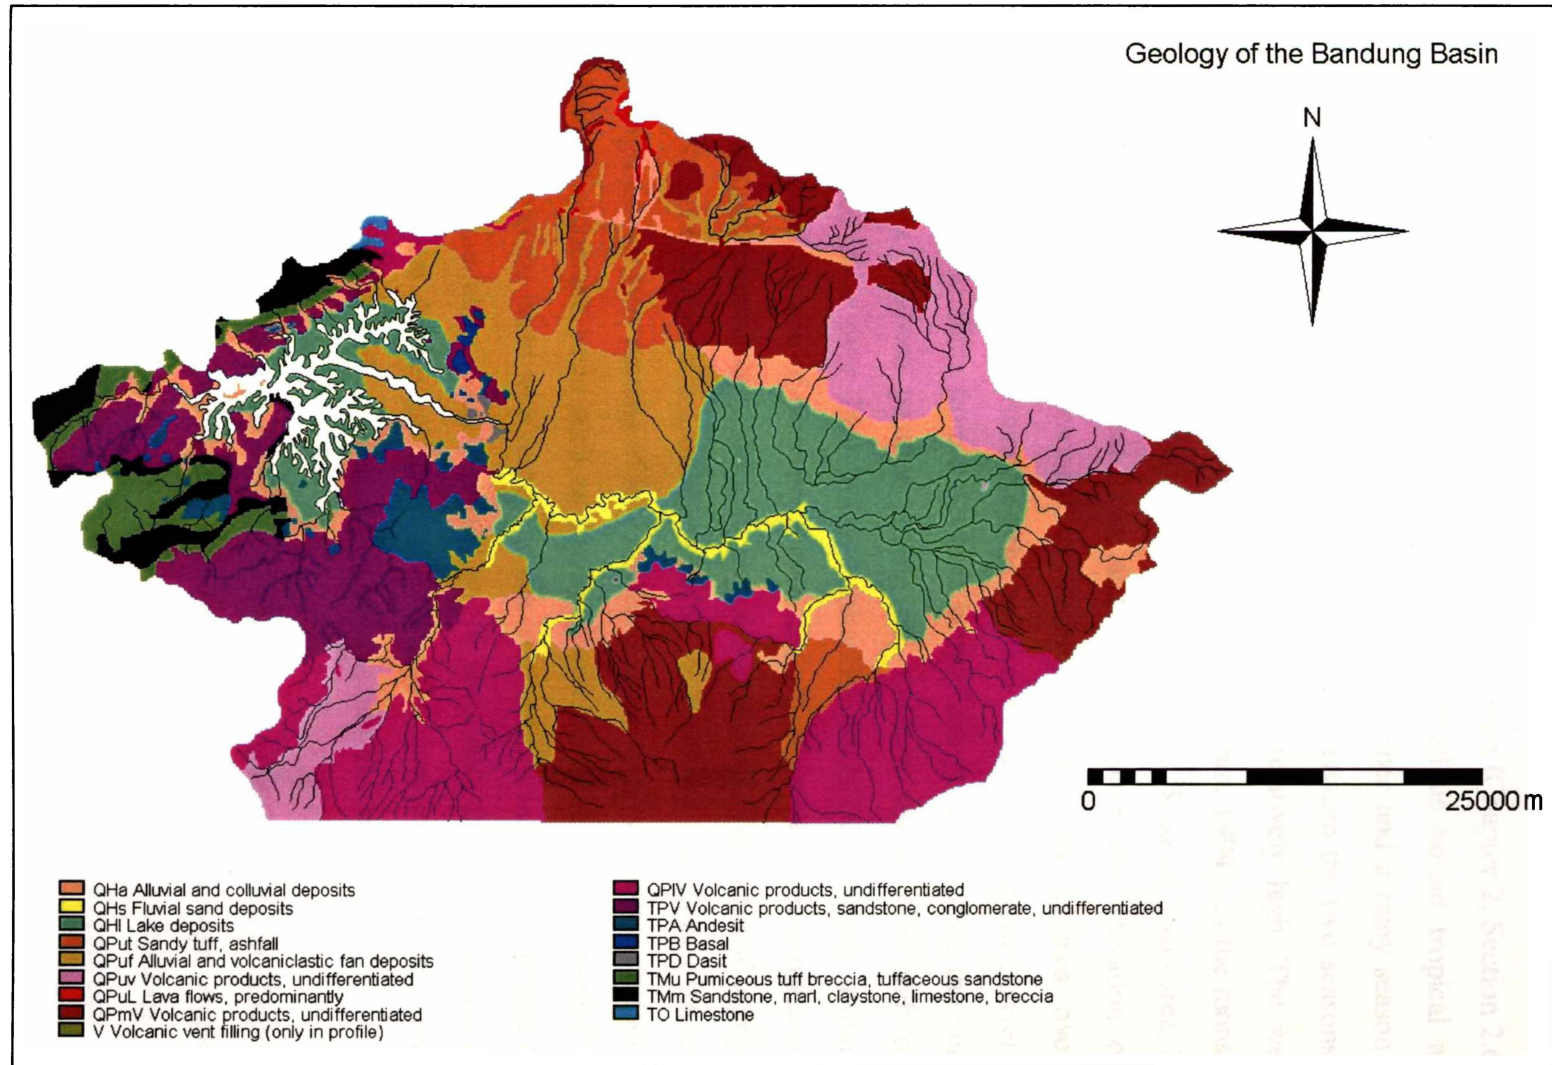 Geology of the Bandung Basin
N
0 25000 m
QHa Alluvial and colluvial deposits
QHs Fluvial sand deposits
QHl Lake deposits
QPut Sandy tuff, ashfall
QPuf Alluvial and volcaniclastic fan deposits
QPuv Volcanic products, undifferentiated
QPuL Lava flows, predominantly
QPmV Volcanic products, undifferentiated
V Volcanic vent filling (only in profile)
QPlV Volcanic products, undifferentiated
TPV Volcanic products, sandstone, conglomerate, undifferentiated
TPA Andesit
TPB Basal
TPD Dasit
TMu Pumiceous tuff breccia, tuffaceous sandstone
TMm Sandstone, marl, claystone, limestone, breccia
TO Limestone